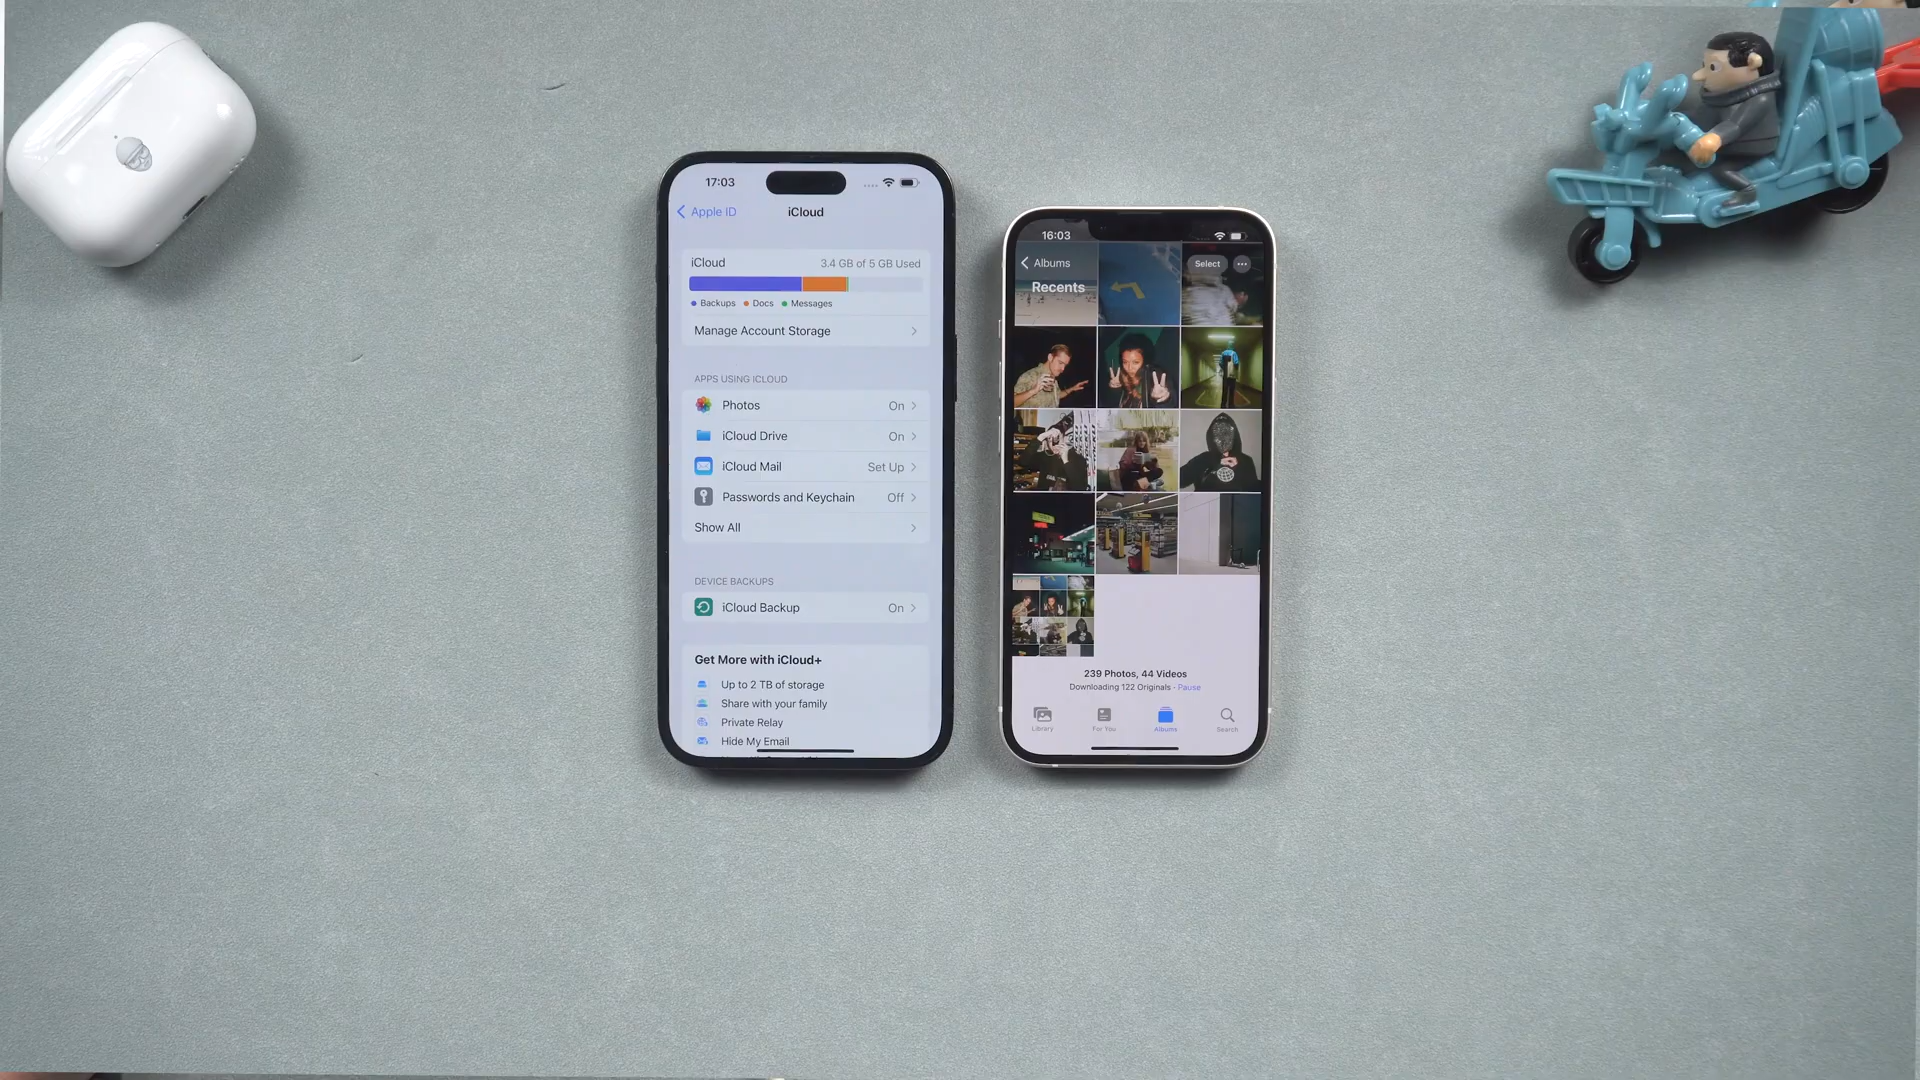 17:03
Apple ID
iCloud
iCloud
3.4 GB of 5 GB Used
Backups
Docs
Messages
Manage Account Storage
APPS USING ICLOUD
Photos
On
iCloud Drive
On
iCloud Mail
Set Up
Passwords and Keychain
Off
Show All
DEVICE BACKUPS
iCloud Backup
On
Get More with iCloud+
Up to 2 TB of storage
Share with your family
Private Relay
Hide My Email
16:03
Albums
Select
Recents
239 Photos, 44 Videos
Downloading 122 Originals · Pause
Library
For You
Albums
Search